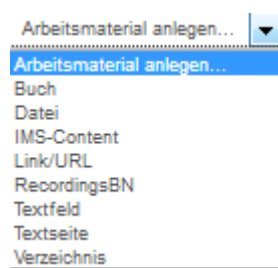 Arbeitsmaterial anlegen...
Arbeitsmaterial anlegen...
Buch
Datei
IMS-Content
Link/URL
RecordingsBN
Textfeld
Textseite
Verzeichnis